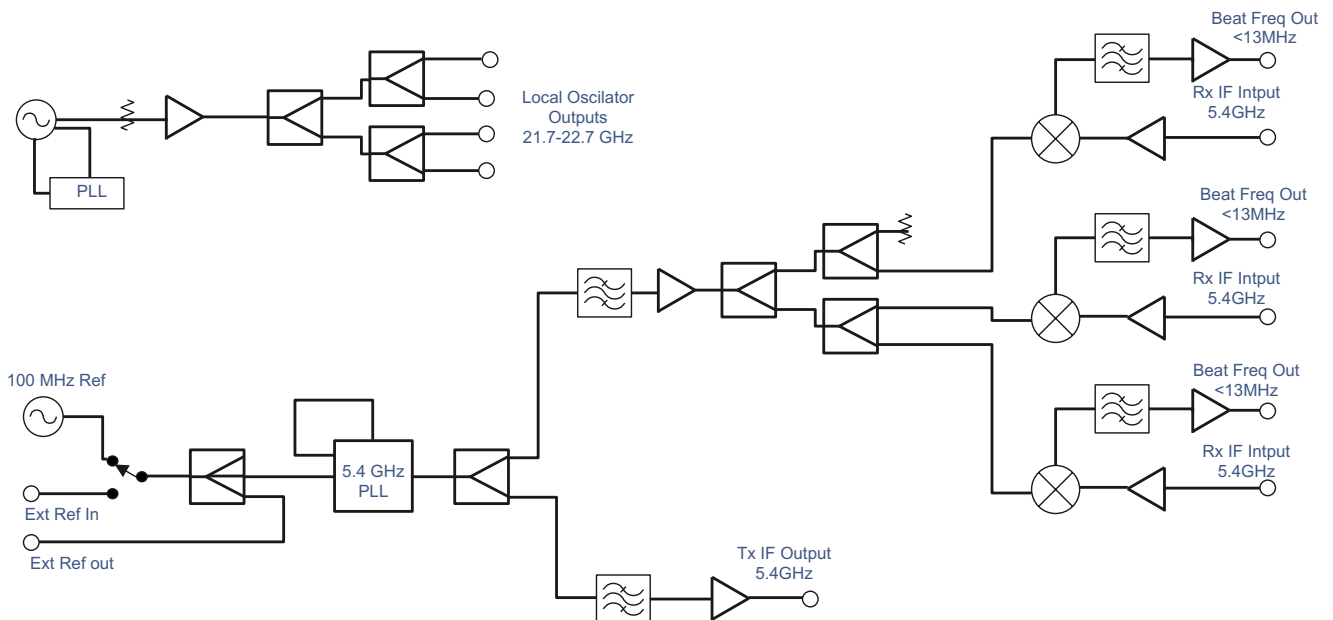 Beat Freq Out
<13MHz
Rx IF Intput
5.4GHz
Local Oscilator
Outputs
21.7-22.7 GHz
PLL
Beat Freq Out
<13MHz
Rx IF Intput
5.4GHz
100 MHz Ref
5.4 GHz
PLL
Ext Ref In
Ext Ref out
Beat Freq Out
<13MHz
Rx IF Intput
5.4GHz
Tx IF Output
5.4GHz